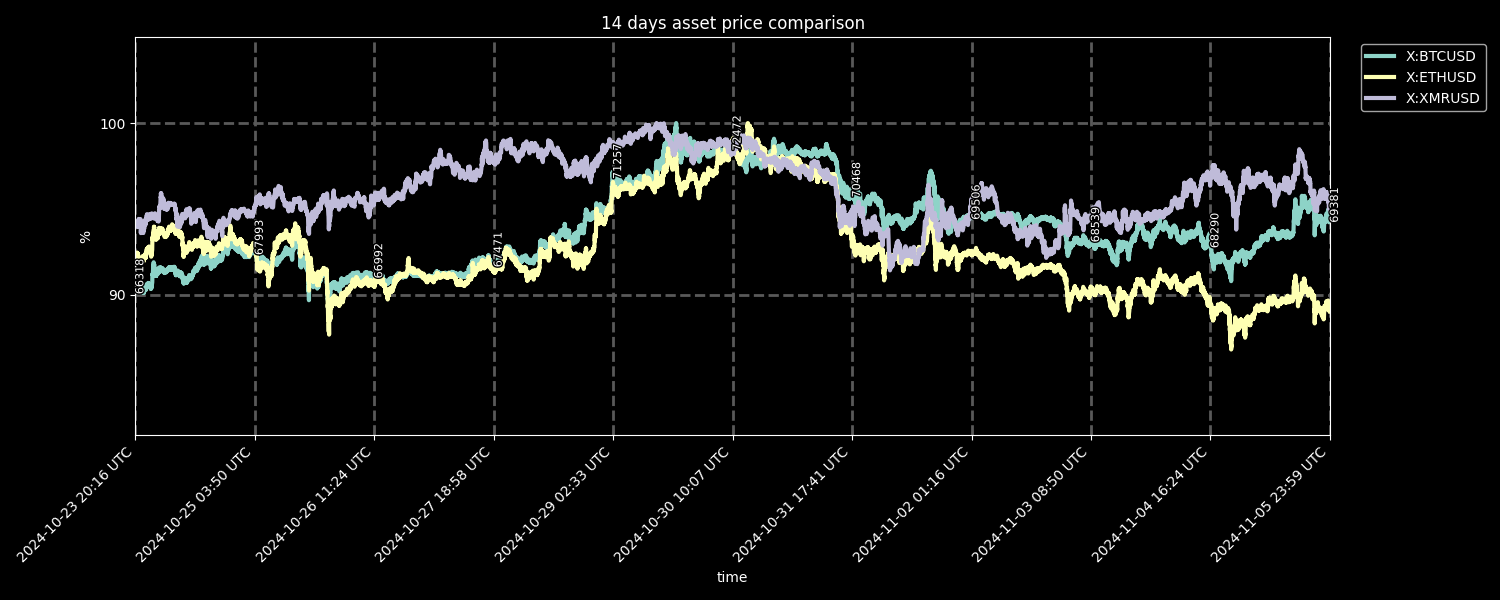 14 days asset price comparison
X:BTCUSD
X:ETHUSD
X:XMRUSD
100
90
%
66318
67993
66992
67471
71257
72472
70468
69506
68539
68290
69381
2024-10-23 20:16 UTC
2024-10-25 03:50 UTC
2024-10-26 11:24 UTC
2024-10-27 18:58 UTC
2024-10-29 02:33 UTC
2024-10-30 10:07 UTC
2024-10-31 17:41 UTC
2024-11-02 01:16 UTC
2024-11-03 08:50 UTC
2024-11-04 16:24 UTC
2024-11-05 23:59 UTC
time